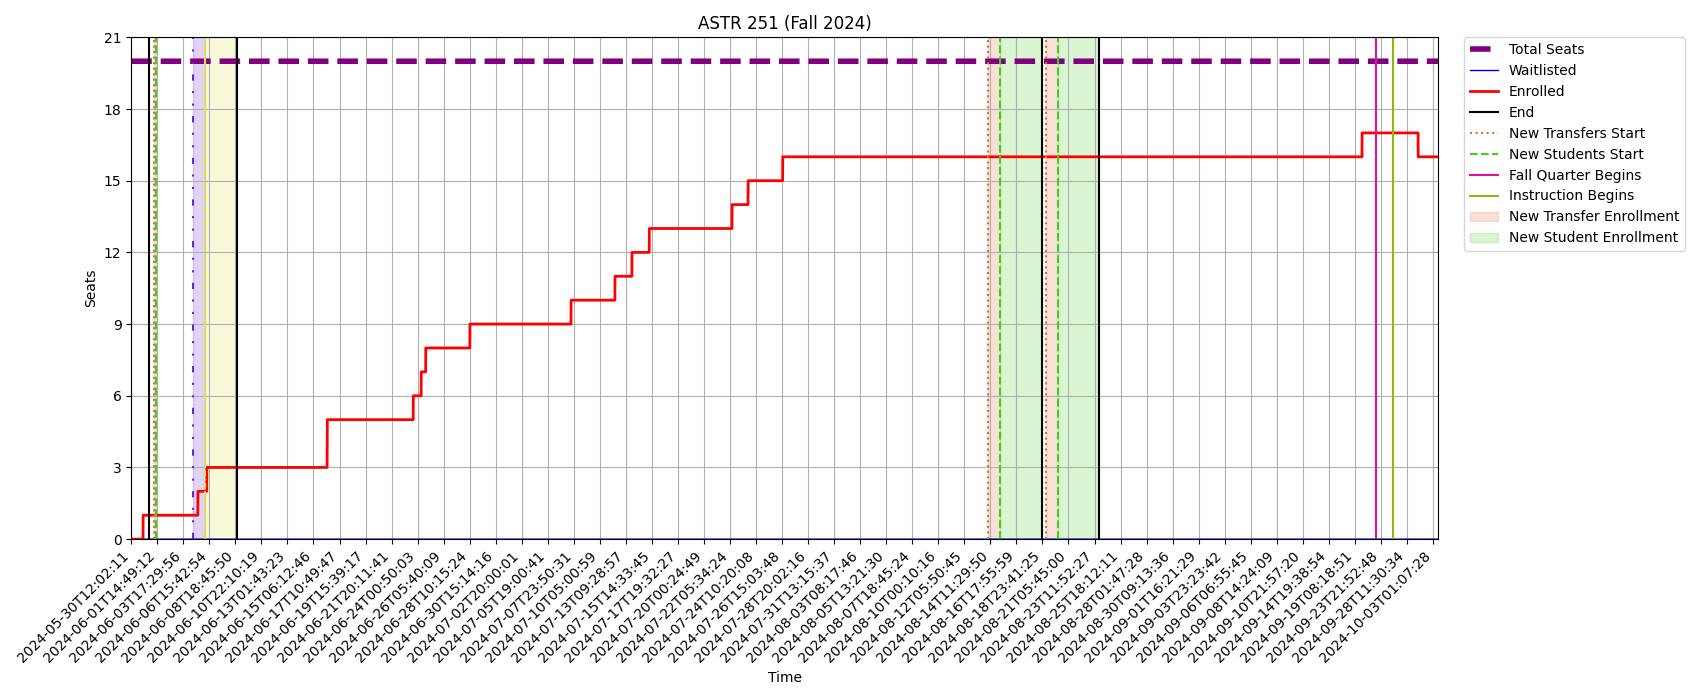 ASTR 251 (Fall 2024)
21
18
15
12
9
6
3
0
Seats
2024-05-30T12:02:11
2024-06-01T14:49:12
2024-06-03T17:29:56
2024-06-06T15:42:54
2024-06-08T18:45:50
2024-06-10T22:10:19
2024-06-13T01:43:23
2024-06-15T06:12:46
2024-06-17T10:49:47
2024-06-19T15:39:17
2024-06-21T20:11:41
2024-06-24T00:50:03
2024-06-26T05:40:09
2024-06-28T10:15:24
2024-06-30T15:14:16
2024-07-02T20:00:01
2024-07-05T19:00:41
2024-07-07T23:50:31
2024-07-10T05:00:59
2024-07-13T09:28:57
2024-07-15T14:33:45
2024-07-17T19:32:27
2024-07-20T00:24:49
2024-07-22T05:34:24
2024-07-24T10:20:08
2024-07-26T15:03:48
2024-07-28T20:02:16
2024-07-31T13:15:37
2024-08-03T08:17:46
2024-08-05T13:21:30
2024-08-07T18:45:24
2024-08-10T00:10:16
2024-08-12T05:50:45
2024-08-14T11:29:50
2024-08-16T17:55:59
2024-08-18T23:41:25
2024-08-21T05:45:00
2024-08-23T11:52:27
2024-08-25T18:12:11
2024-08-28T01:47:28
2024-08-30T09:13:36
2024-09-01T16:21:29
2024-09-03T23:23:42
2024-09-06T06:55:45
2024-09-08T14:24:09
2024-09-10T21:57:20
2024-09-14T19:38:54
2024-09-19T08:18:51
2024-09-23T21:52:48
2024-09-28T11:30:34
2024-10-03T01:07:28
Time
Total Seats
Waitlisted
Enrolled
End
New Transfers Start
New Students Start
Fall Quarter Begins
Instruction Begins
New Transfer Enrollment
New Student Enrollment